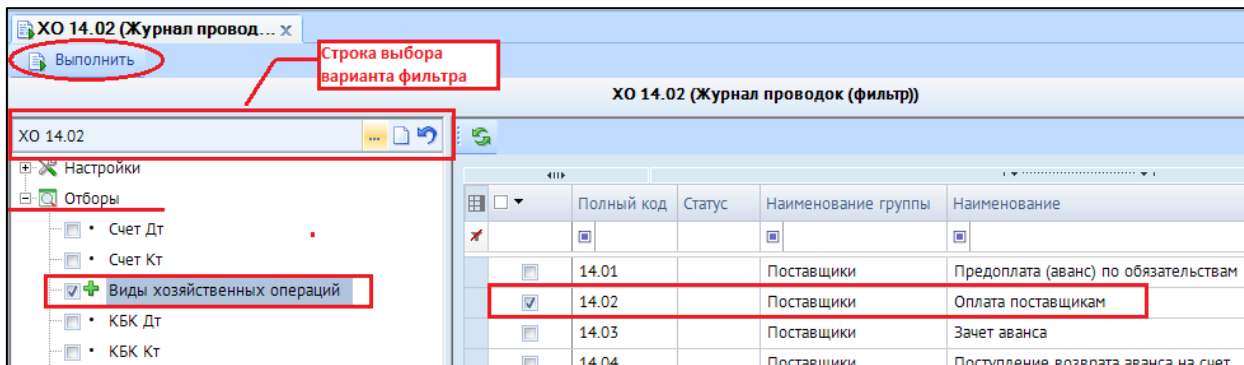 ХО 14.02 (Журнал провод... x
Выполнить
Строка выбора
варианта фильтра
ХО 14.02 (Журнал проводок (фильтр))
ХО 14.02
...
Настройки
Отборы
Полный код Статус Наименование группы Наименование
Счет Дт
Счет Кт
14.01 Поставщики Предоплата (аванс) по обязательствам
Виды хозяйственных операций
14.02 Поставщики Оплата поставщикам
КБК Дт
14.03 Поставщики Зачет аванса
КБК Кт
14.04 Поставщики Поступление возврата аванса на счет